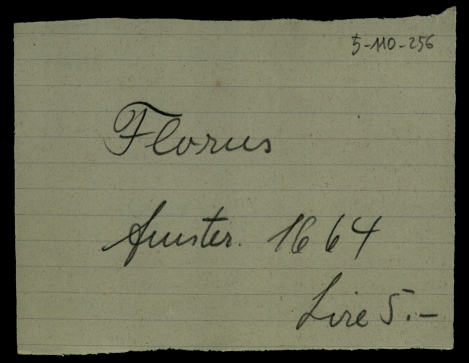 5-110-256
Florus
Amster. 1664
Lire 5.-